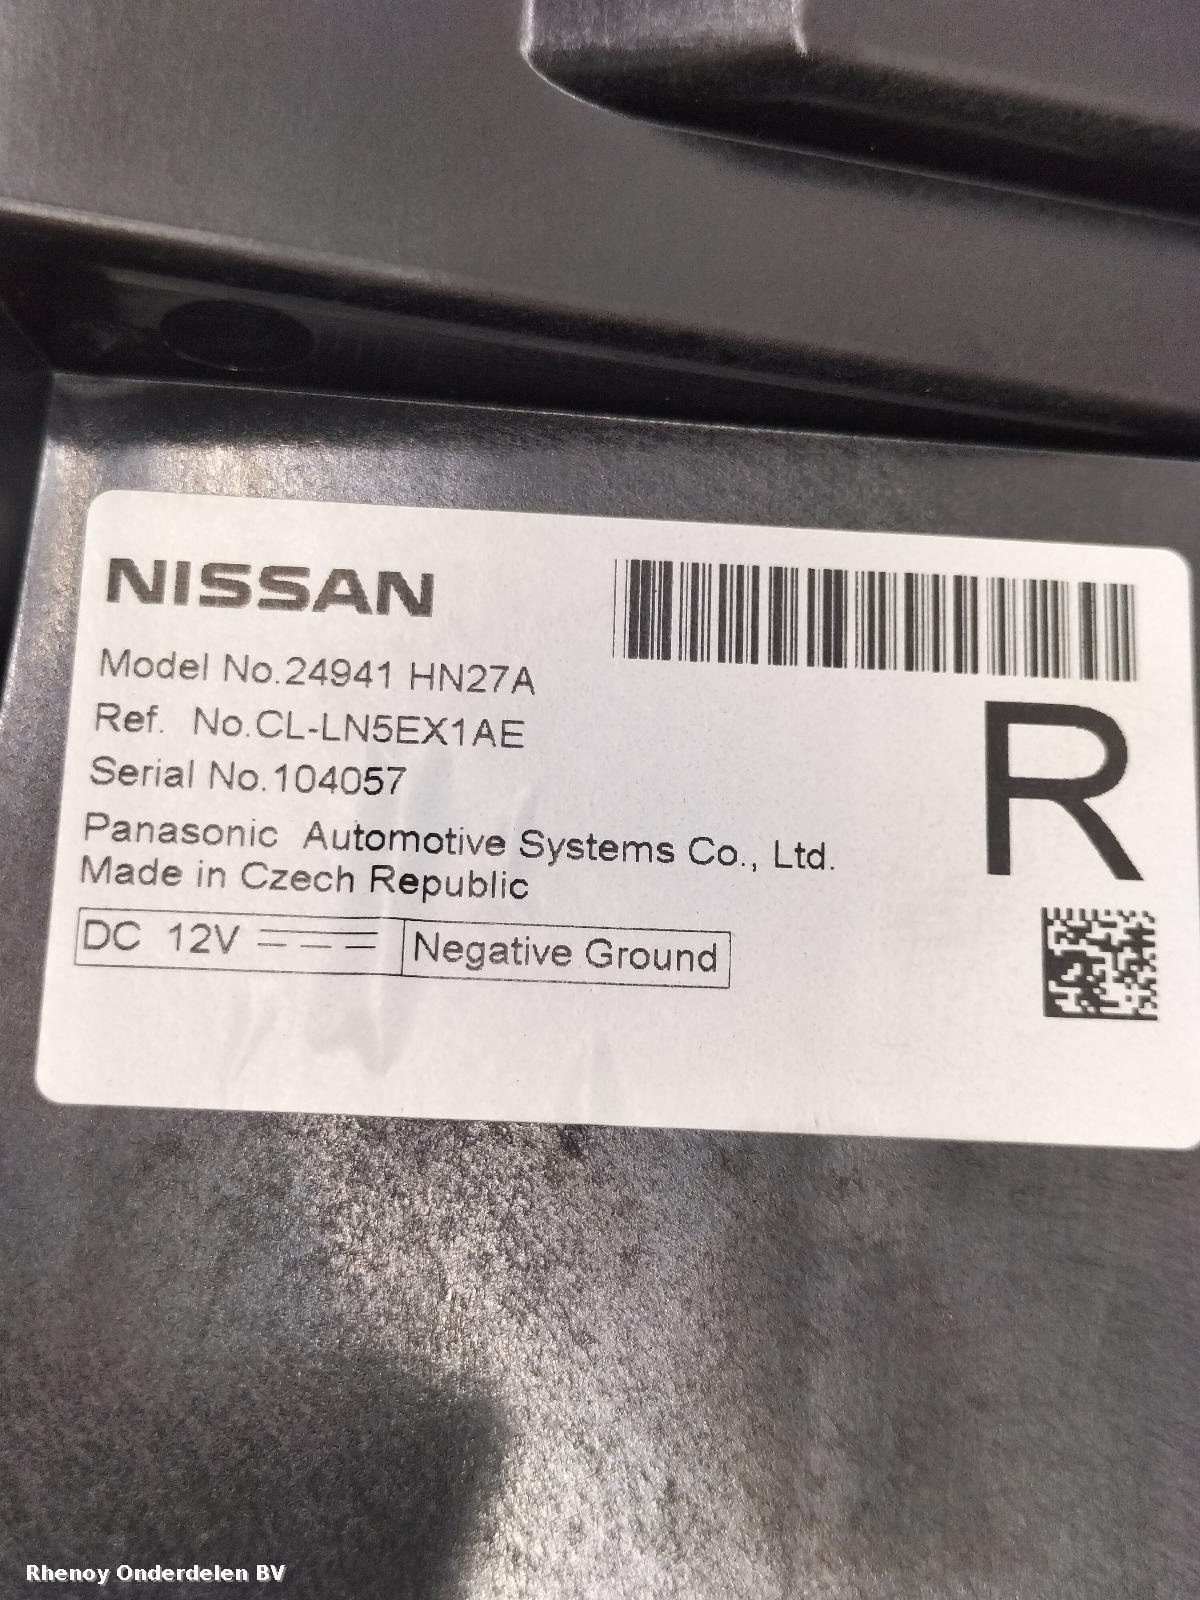 NISSAN
Model No.24941 HN27A
Ref. No.CL-LN5EX1AE
Serial No.104057
R
Panasonic Automotive Systems Co., Ltd.
Made in Czech Republic
DC 12V Negative Ground
Rhenoy Onderdelen BV